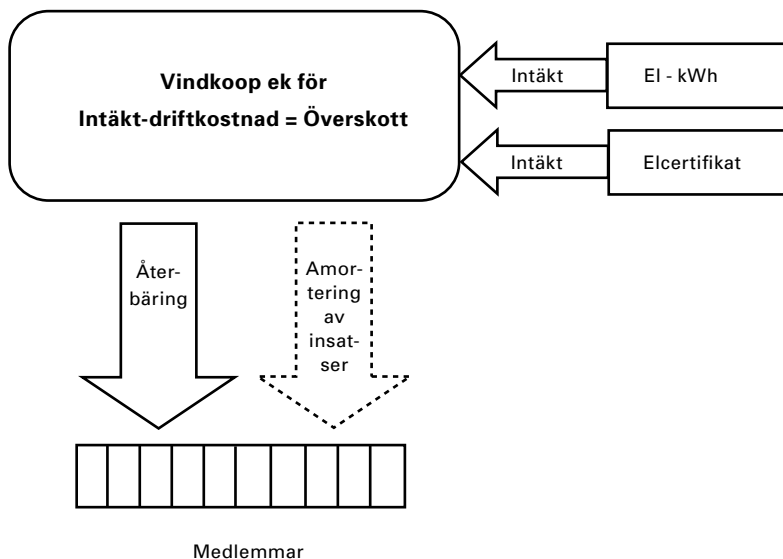 Vindkoop ek för
Intäkt-driftkostnad = Överskott
Intäkt
El - kWh
Intäkt
Elcertifikat
Åter-
bäring
Amor-
tering
av
insat-
ser
Medlemmar